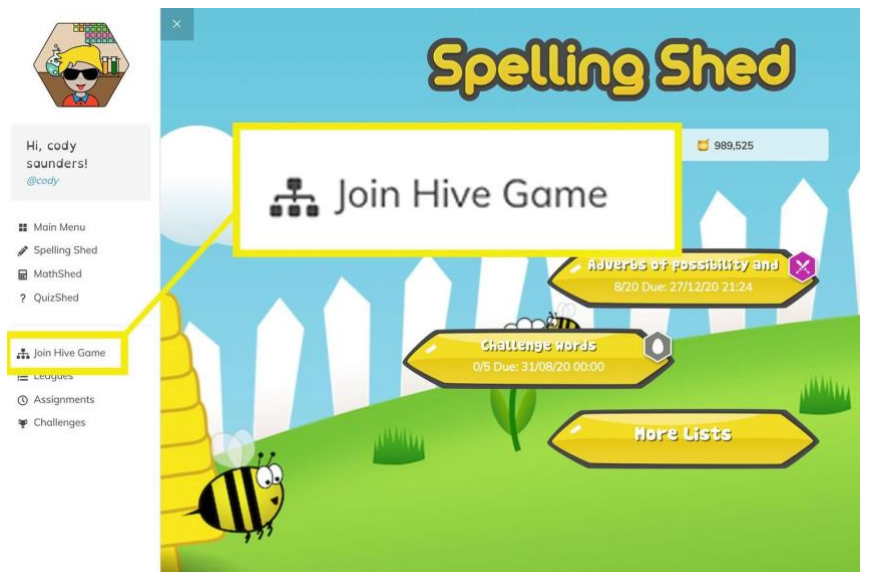 Spelling Shed
Hi, cody
saunders!
@cody
989,525
Join Hive Game
Main Menu
Spelling Shed
MathShed
? QuizShed
Adverbs of possibility and
8/20 Due: 27/12/20 21:24
Join Hive Game
Leagues
Assignments
Challenges
Challenge words
0/5 Due: 31/08/20 00:00
More Lists